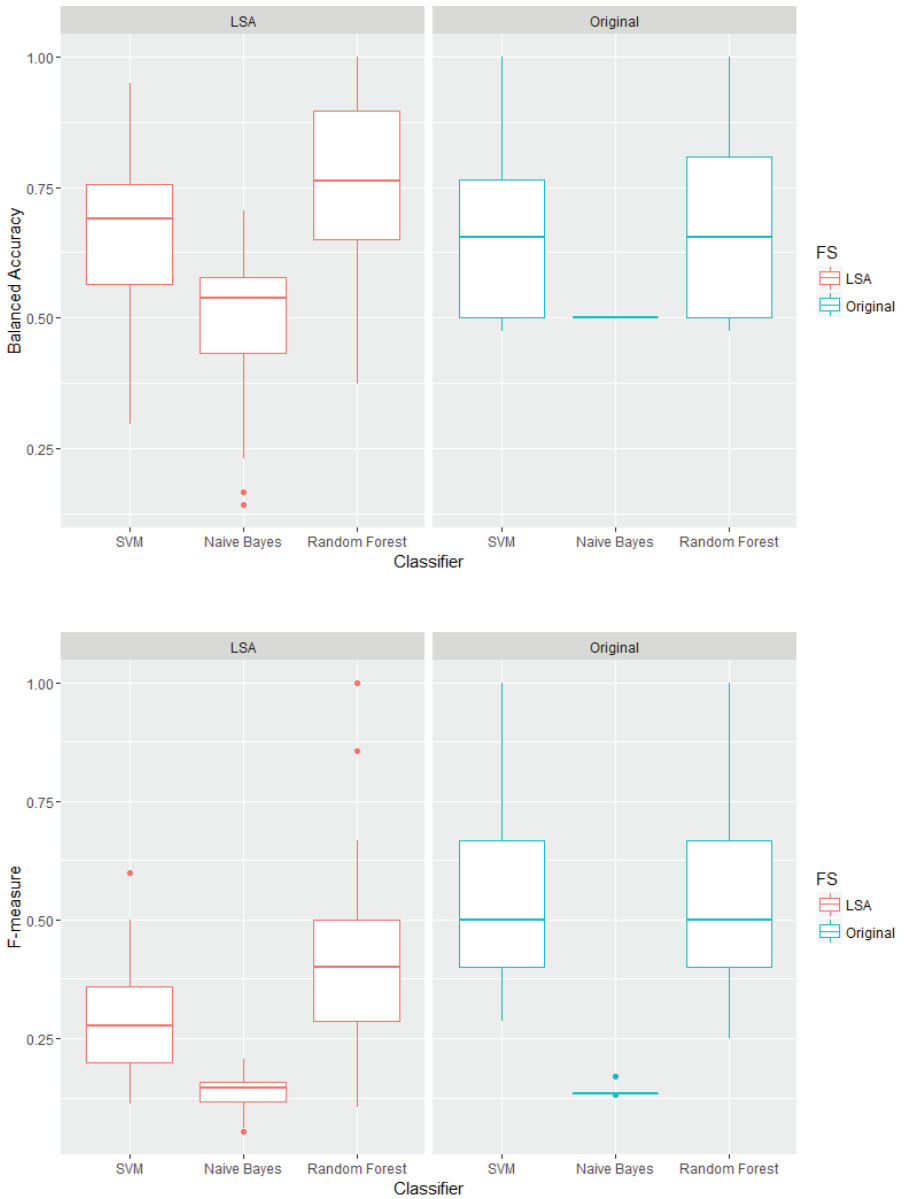 LSA Original
1.00
0.75
0.50
0.25
Balanced Accuracy
SVM Naive Bayes Random Forest SVM Naive Bayes Random Forest
Classifier
FS
LSA
Original
LSA Original
1.00
0.75
0.50
0.25
F-measure
SVM Naive Bayes Random Forest SVM Naive Bayes Random Forest
Classifier
FS
LSA
Original